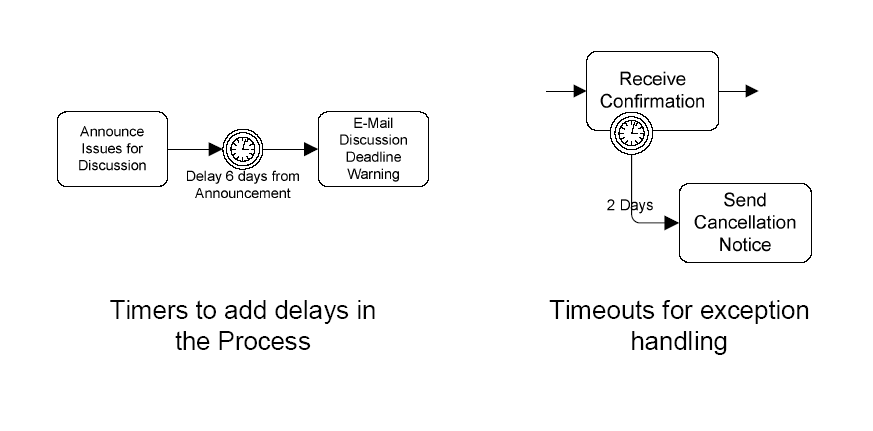 Announce
Issues for
Discussion
Delay 6 days from
Announcement
E-Mail
Discussion
Deadline
Warning
Timers to add delays in
the Process
Receive
Confirmation
2 Days
Send
Cancellation
Notice
Timeouts for exception
handling